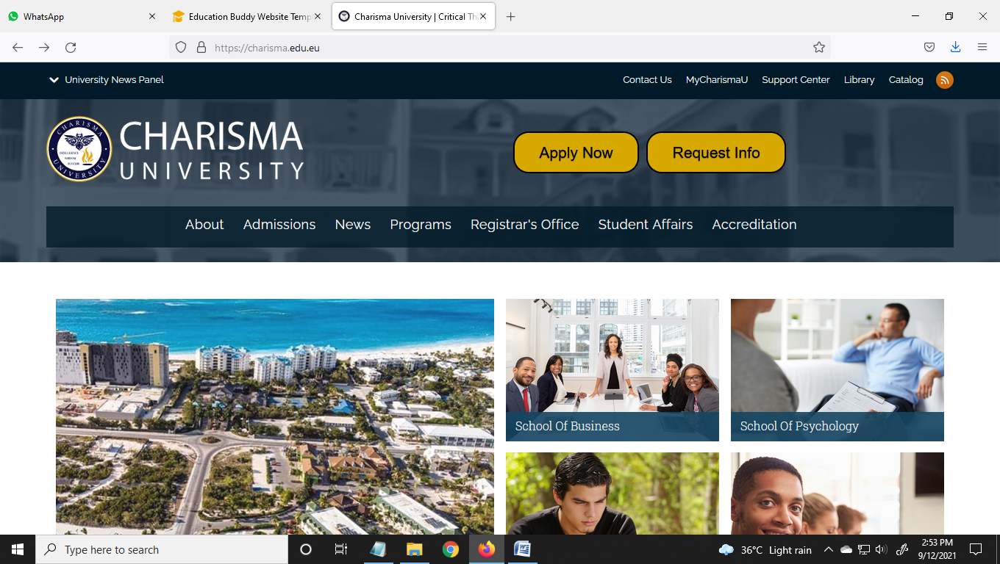 WhatsApp
Education Buddy Website Temp
Charisma University | Critical Th
https://charisma.edu.eu
University News Panel
Contact Us MyCharismaU Support Center Library Catalog
CHARISMA
UNIVERSITY
CHARISMA
UNIVERSITY
Apply Now Request Info
About Admissions News Programs Registrar's Office Student Affairs Accreditation
School Of Business
School Of Psychology
Type here to search
36°C Light rain
2:53 PM
9/12/2021